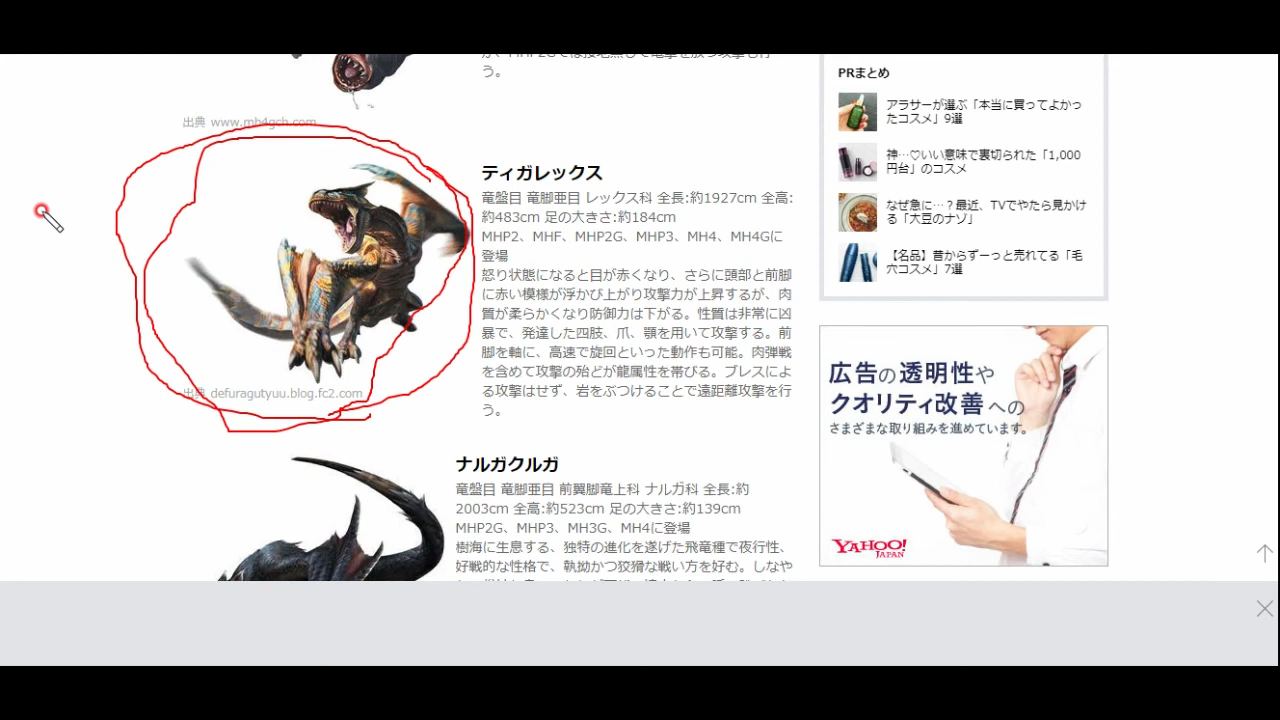 う。
出典 www.mh4gch.com
ティガレックス
竜盤目 竜脚亜目 レックス科 全長:約1927cm 全高:
約483cm 足の大きさ:約184cm
MHP2、MHF、MHP2G、MHP3、MH4、MH4Gに
登場
怒り状態になると目が赤くなり、さらに頭部と前脚
に赤い模様が浮かび上がり攻撃力が上昇するが、肉
質が柔らかくなり防御力は下がる。性質は非常に凶
暴で、発達した四肢、爪、顎を用いて攻撃する。前
脚を軸に、高速で旋回といった動作も可能。肉弾戦
を含めて攻撃の殆どが龍属性を帯びる。ブレスによ
る攻撃はせず、岩をぶつけることで遠距離攻撃を行
う。
出典 defuragutyuu.blog.fc2.com
ナルガクルガ
竜盤目 竜脚亜目 前翼脚竜上科 ナルガ科 全長:約
2003cm 全高:約523cm 足の大きさ:約139cm
MHP2G、MHP3、MH3G、MH4に登場
樹海に生息する、独特の進化を遂げた飛竜種で夜行性、
好戦的な性格で、執拗かつ狡猾な戦い方を好む。しなや
PRまとめ
アラサーが選ぶ「本当に買ってよかっ
たコスメ」9選
神…♡いい意味で裏切られた「1,000
円台」のコスメ
なぜ急に…？最近、TVでやたら見かけ
る「大豆のナゾ」
【名品】昔からずーっと売れてる「毛
穴コスメ」7選
広告の透明性や
クオリティ改善への
さまざまな取り組みを進めています。
YAHOO!
JAPAN